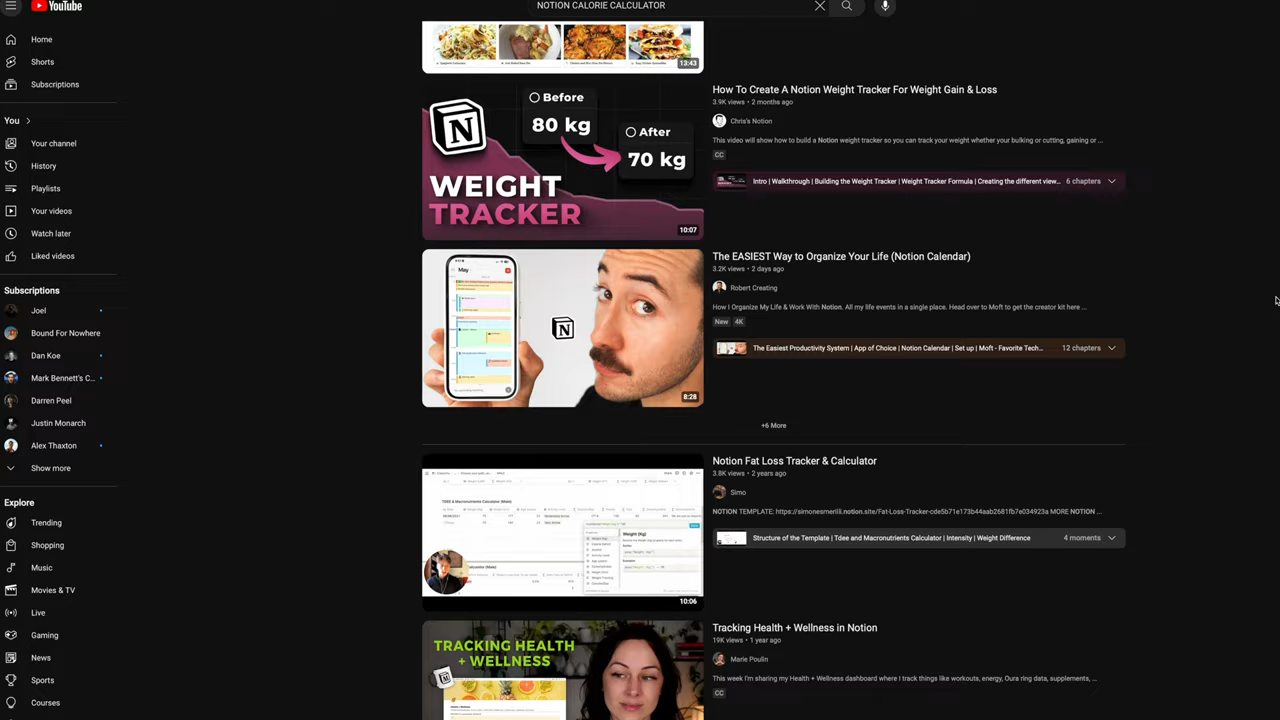 YouTube
NOTION CALORIE CALCULATOR
Home
Shorts
Subscriptions
You
Your channel
History
Playlists
Your videos
Watch later
Liked videos
scriptions
Joel
Bound For Nowhere
Dan Koe
Mark Bennett's C...
Darren Peel
Justin Monarch
Alex Thaxton
Show more
Explore
Trending
Shopping
Music
Movies & TV
Live
Gaming
News
Sports
Courses
13:43
Before
80 kg
After
70 kg
WEIGHT
TRACKER
10:07
How To Create A Notion Weight Tracker For Weight Gain & Loss
3.9K views • 2 months ago
Chris's Notion
This video will show how to build a Notion weight tracker so you can track your weight whether your bulking or cutting, gaining or ...
CC
Intro | Walkthrough | Building the Weight Tracker | Weight Tracker Formula | Creating the different view...
6 chapters
May
N
8:28
The EASIEST Way to Organize Your Life (Notion Calendar)
3.2K views • 2 days ago
Robert Creating
How I Organize My Life & Work With Notion. All my life events in a single place. Head over to Moft to get the creator kit here ...
New 4K
The Easiest Productivity System | App of Choice | Notion Calendar | Set up | Moft - Favorite Tech...
12 chapters
+6 More
TDEE & Macronutrients Calculator (Male)
Weight (Kg)
10:06
Notion Fat Loss Tracker & Calculator
3.8K views • 2 years ago
Simo
NOTION TEMPLATE: https://simonesmerilli.notion.site/Fat-Loss-Tracker-cde5b71e173b44aab2681fb7e034923a MORE NOTION ...
Structure of the Template | Tdee and Macronutrients Calculator | Intensity | Weight Difference
4 moments
TRACKING HEALTH
+ WELLNESS
Tracking Health + Wellness in Notion
19K views • 1 year ago
Marie Poulin
This week I'm sharing my Health + Wellness dashboard where I track things like workouts, energy, Oura ring data, supplements, ...
CC